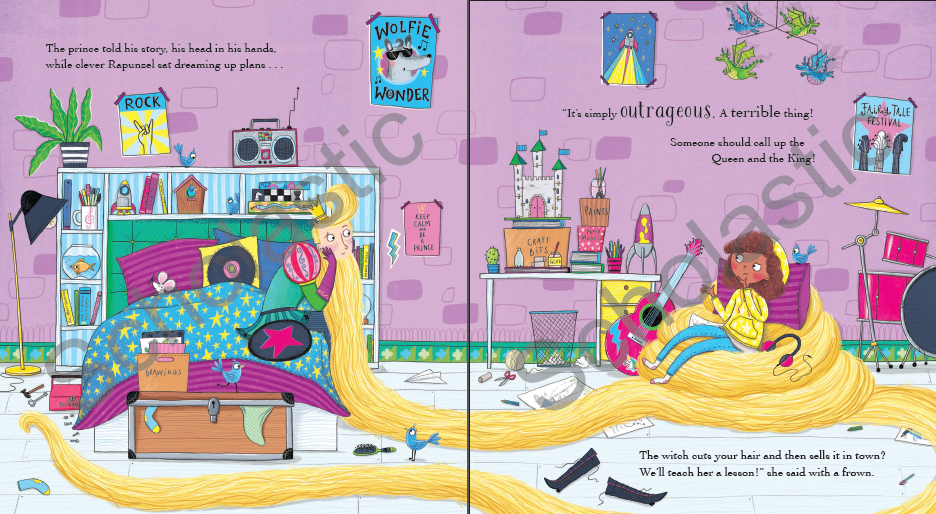 The prince told his story, his head in his hands,
while clever Rapunzel sat dreaming up plans . . .
WOLFIE
WONDER
ROCK
KEEP
CALM
AND
BE
A
PRINCE
DRAWINGS
"It's simply outrageous. A terrible thing!
Someone should call up the
Queen and the King!
FAIRY TALE
FESTIVAL
PAINTS
CRAFT
BITS
GLUE
The witch cuts your hair and then sells it in town?
We'll teach her a lesson!" she said with a frown.
Scholastic
Scholastic